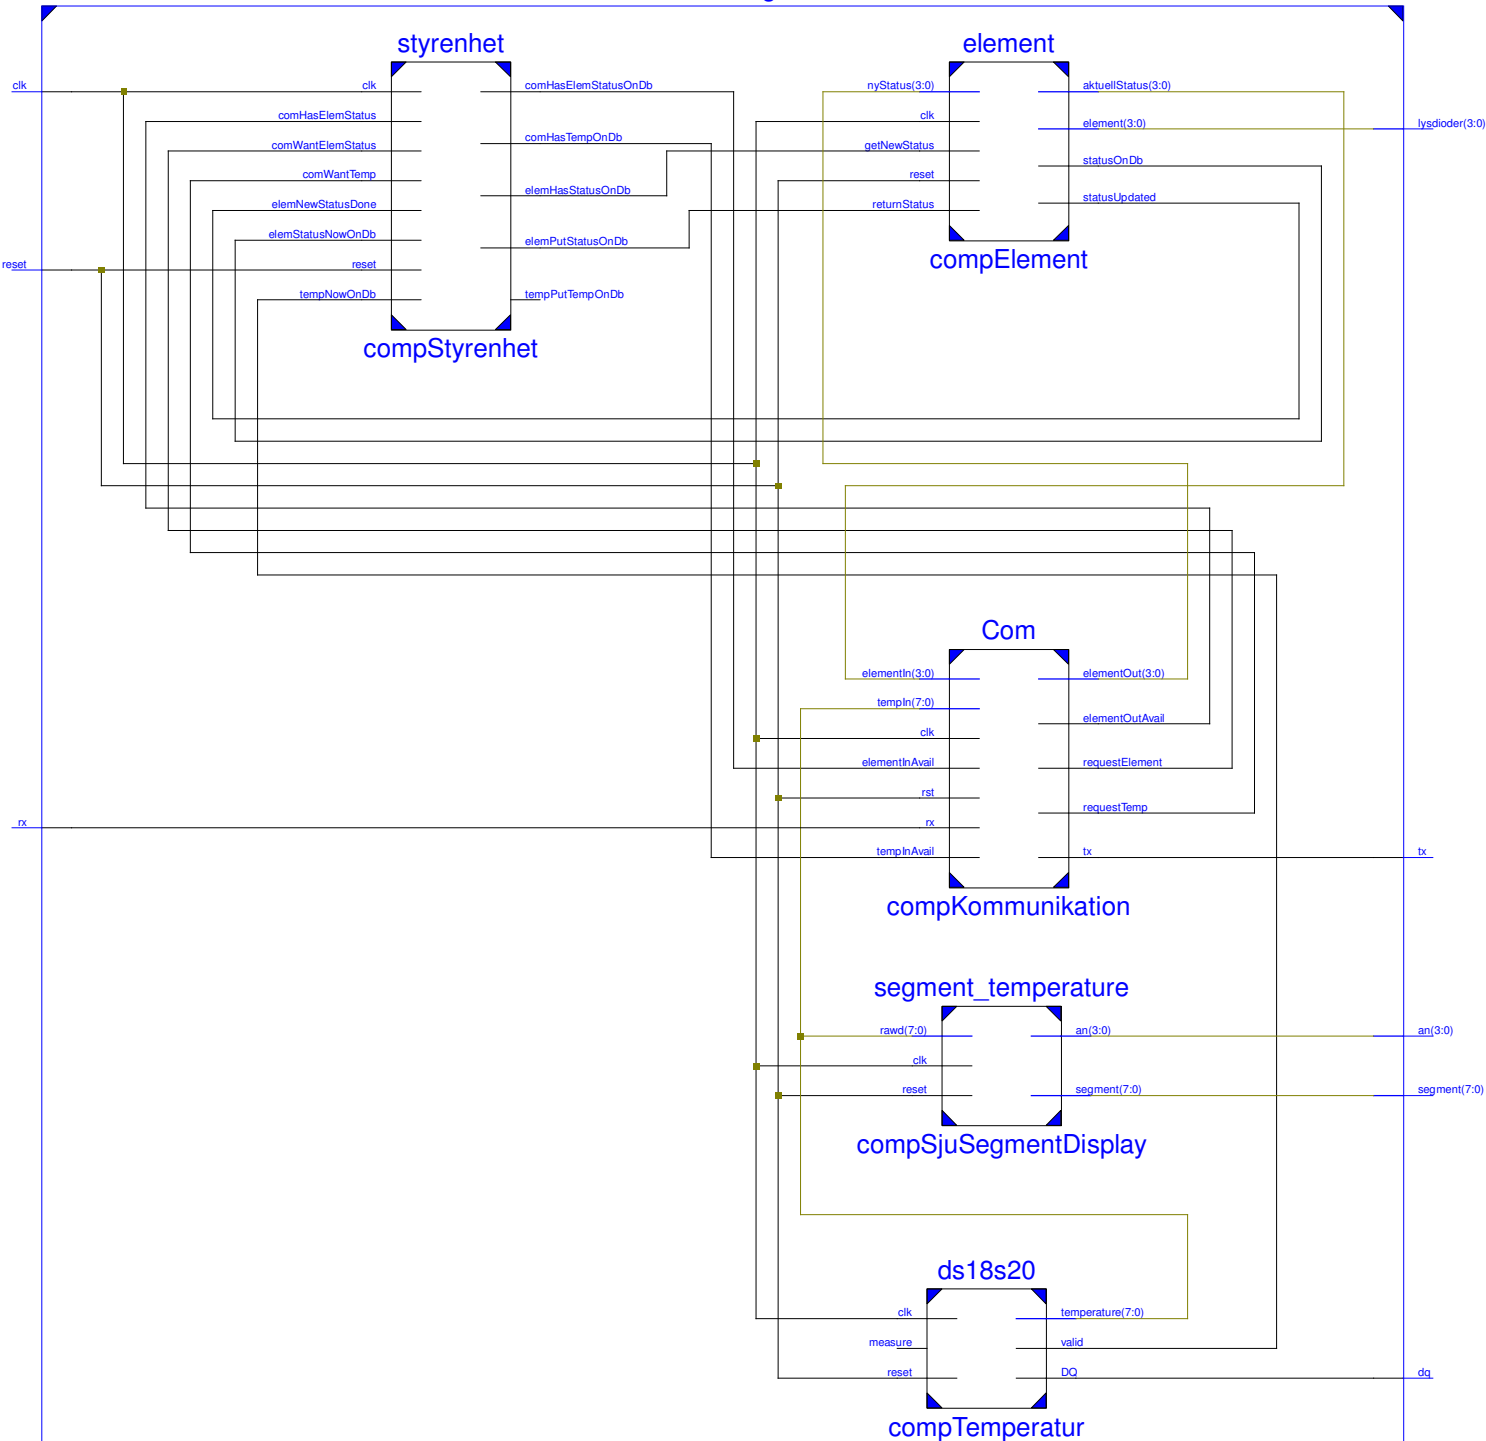 styrenhet
clk
clk
comHasElemStatus
comWantElemStatus
comWantTemp
elemNewStatusDone
elemStatusNowOnDb
reset
reset
tempNowOnDb
comHasElemStatusOnDb
comHasTempOnDb
elemHasStatusOnDb
elemPutStatusOnDb
tempPutTempOnDb
compStyrenhet
element
nyStatus(3:0)
clk
getNewStatus
reset
returnStatus
aktuellStatus(3:0)
element(3:0)
lysdioder(3:0)
statusOnDb
statusUpdated
compElement
Com
elementIn(3:0)
tempIn(7:0)
clk
elementInAvail
rst
rx
rx
tempInAvail
elementOut(3:0)
elementOutAvail
requestElement
requestTemp
tx
tx
compKommunikation
segment_temperature
rawd(7:0)
clk
reset
an(3:0)
an(3:0)
segment(7:0)
segment(7:0)
compSjuSegmentDisplay
ds18s20
clk
measure
reset
temperature(7:0)
valid
DQ
dq
compTemperatur